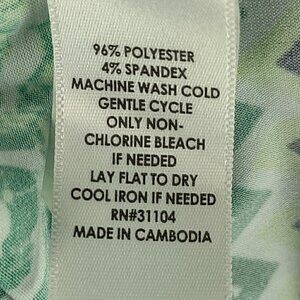 96% POLYESTER
4% SPANDEX
MACHINE WASH COLD
GENTLE CYCLE
ONLY NON-
CHLORINE BLEACH
IF NEEDED
LAY FLAT TO DRY
COOL IRON IF NEEDED
RN#31104
MADE IN CAMBODIA